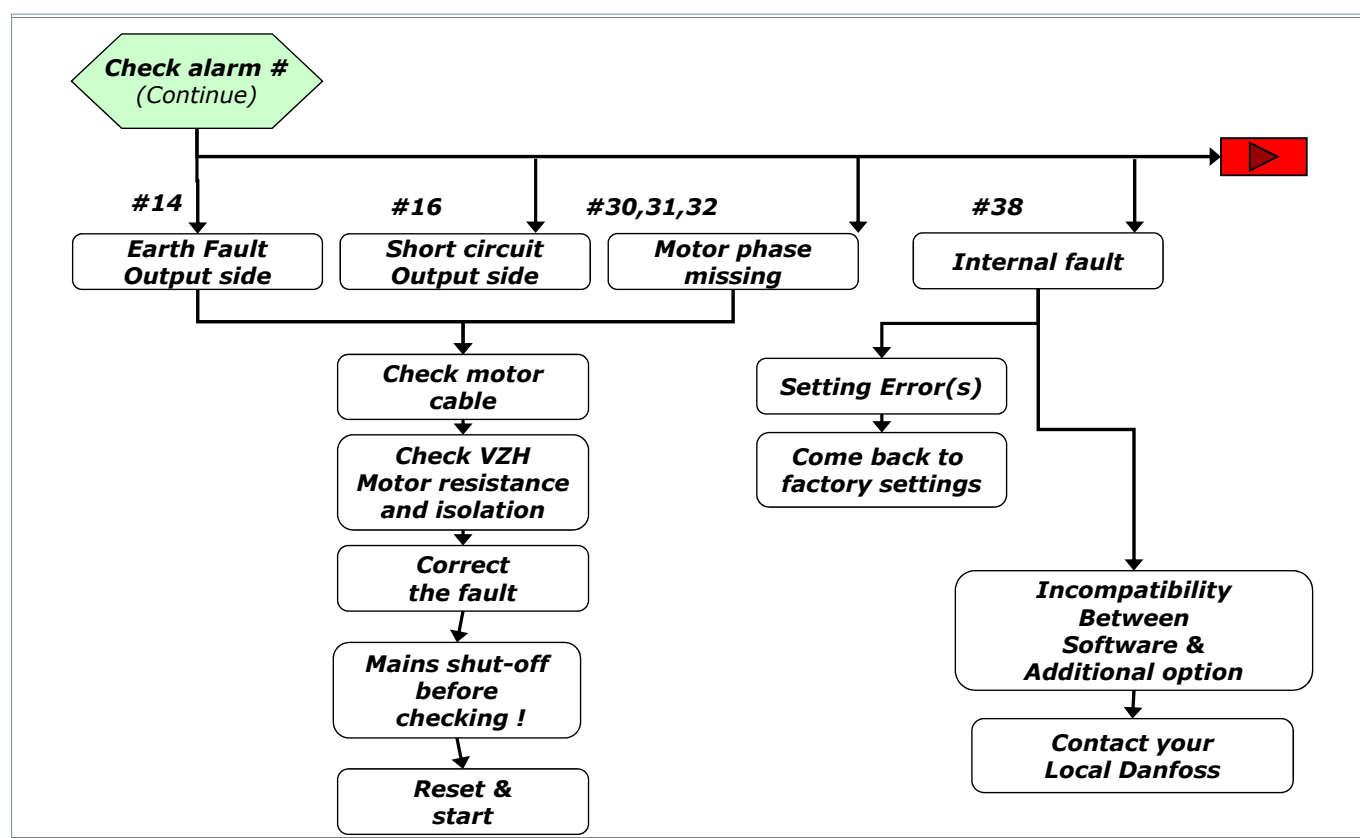 Check alarm #
(Continue)
#14
#16
#30,31,32
#38
Earth Fault
Output side
Short circuit
Output side
Motor phase
missing
Internal fault
Check motor
cable
Setting Error(s)
Check VZH
Motor resistance
and isolation
Come back to
factory settings
Correct
the fault
Incompatibility
Between
Software &
Additional option
Mains shut-off
before
checking !
Contact your
Local Danfoss
Reset &
start